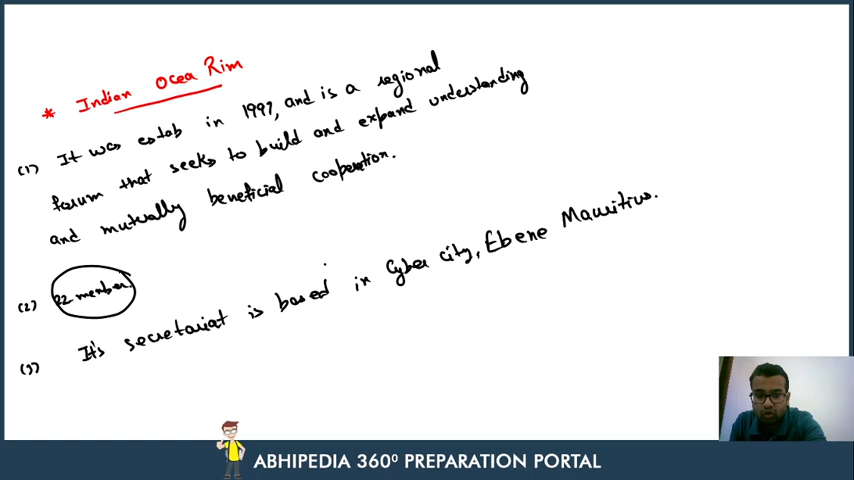 * Indian Ocea Rim
(1) It was estab in 1997, and is a regional
forum that seeks to build and expand understanding
and mutually beneficial cooperation.
(2) 22 member.
(3) It's secretariat is based in Cyber city, Ebene Mauritius.
ABHIPEDIA 360° PREPARATION PORTAL